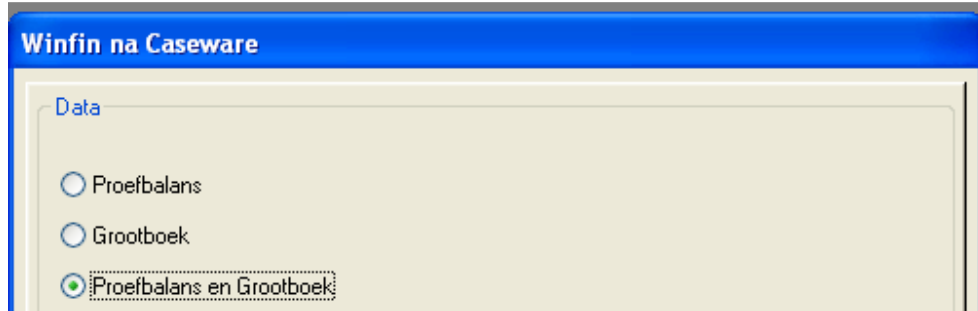 Winfin na Caseware
Data
Proefbalans
Grootboek
Proefbalans en Grootboek